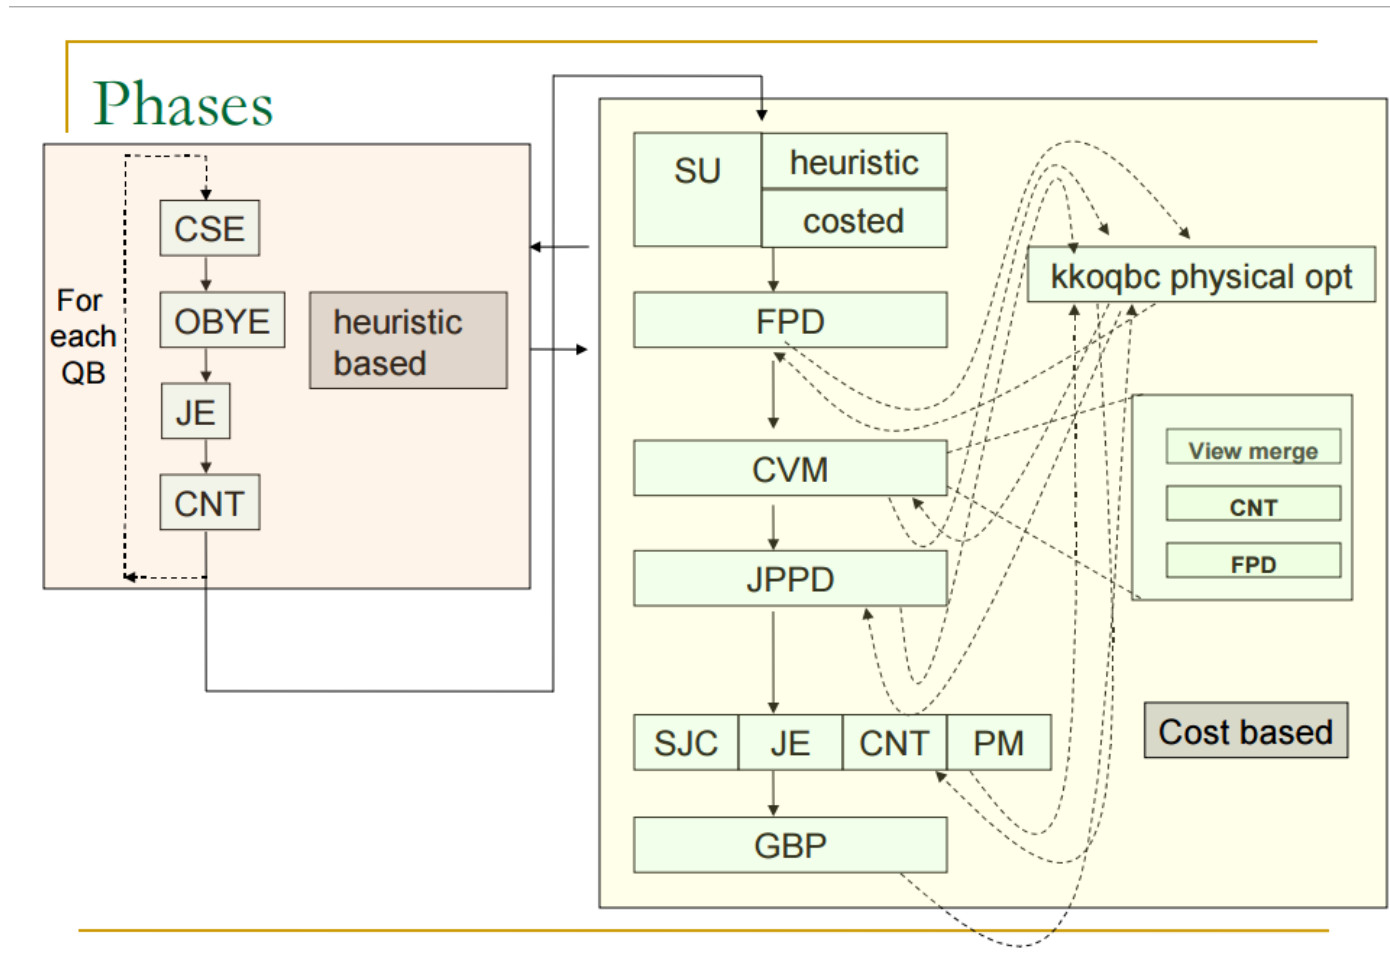 Phases
CSE
OBYE
JE
CNT
For
each
QB
heuristic
based
SU
heuristic
costed
FPD
CVM
JPPD
SJC
JE
CNT
PM
GBP
kkoqbc physical opt
View merge
CNT
FPD
Cost based